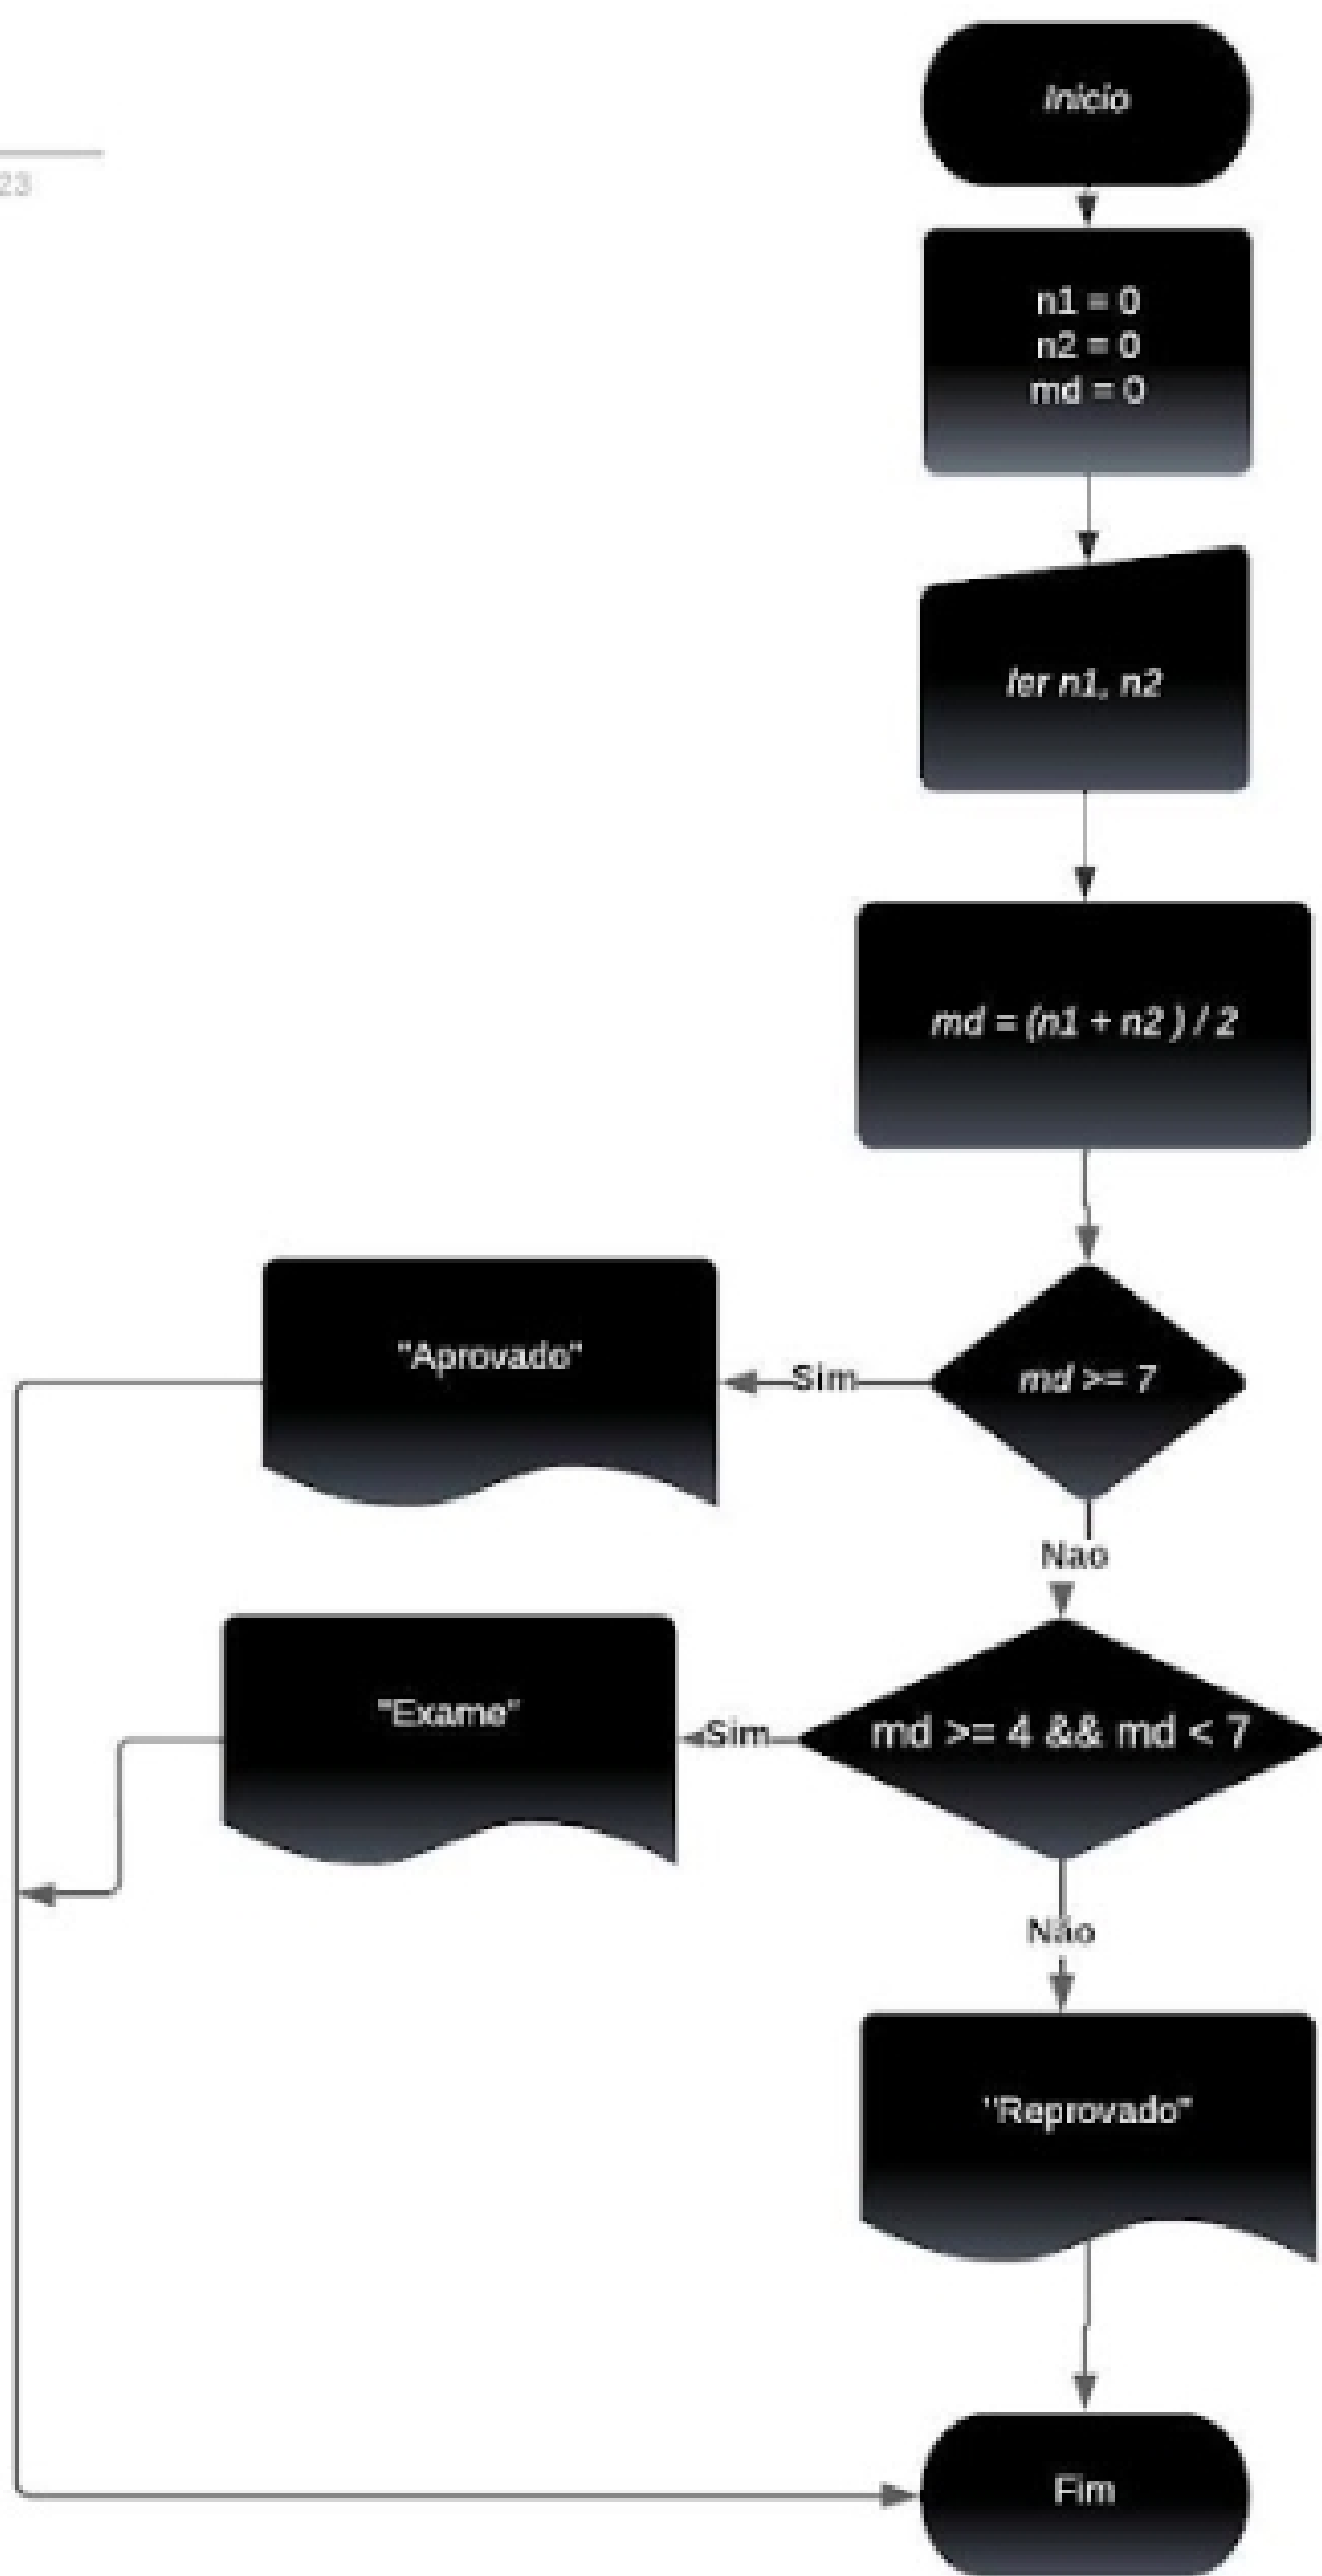 Inicio
23
n1 = 0
n2 = 0
md = 0
ler n1, n2
md = (n1 + n2 ) / 2
"Aprovado"
Sim
md >= 7
Nao
"Exame"
Sim
md >= 4 && md < 7
Não
"Reprovado"
Fim